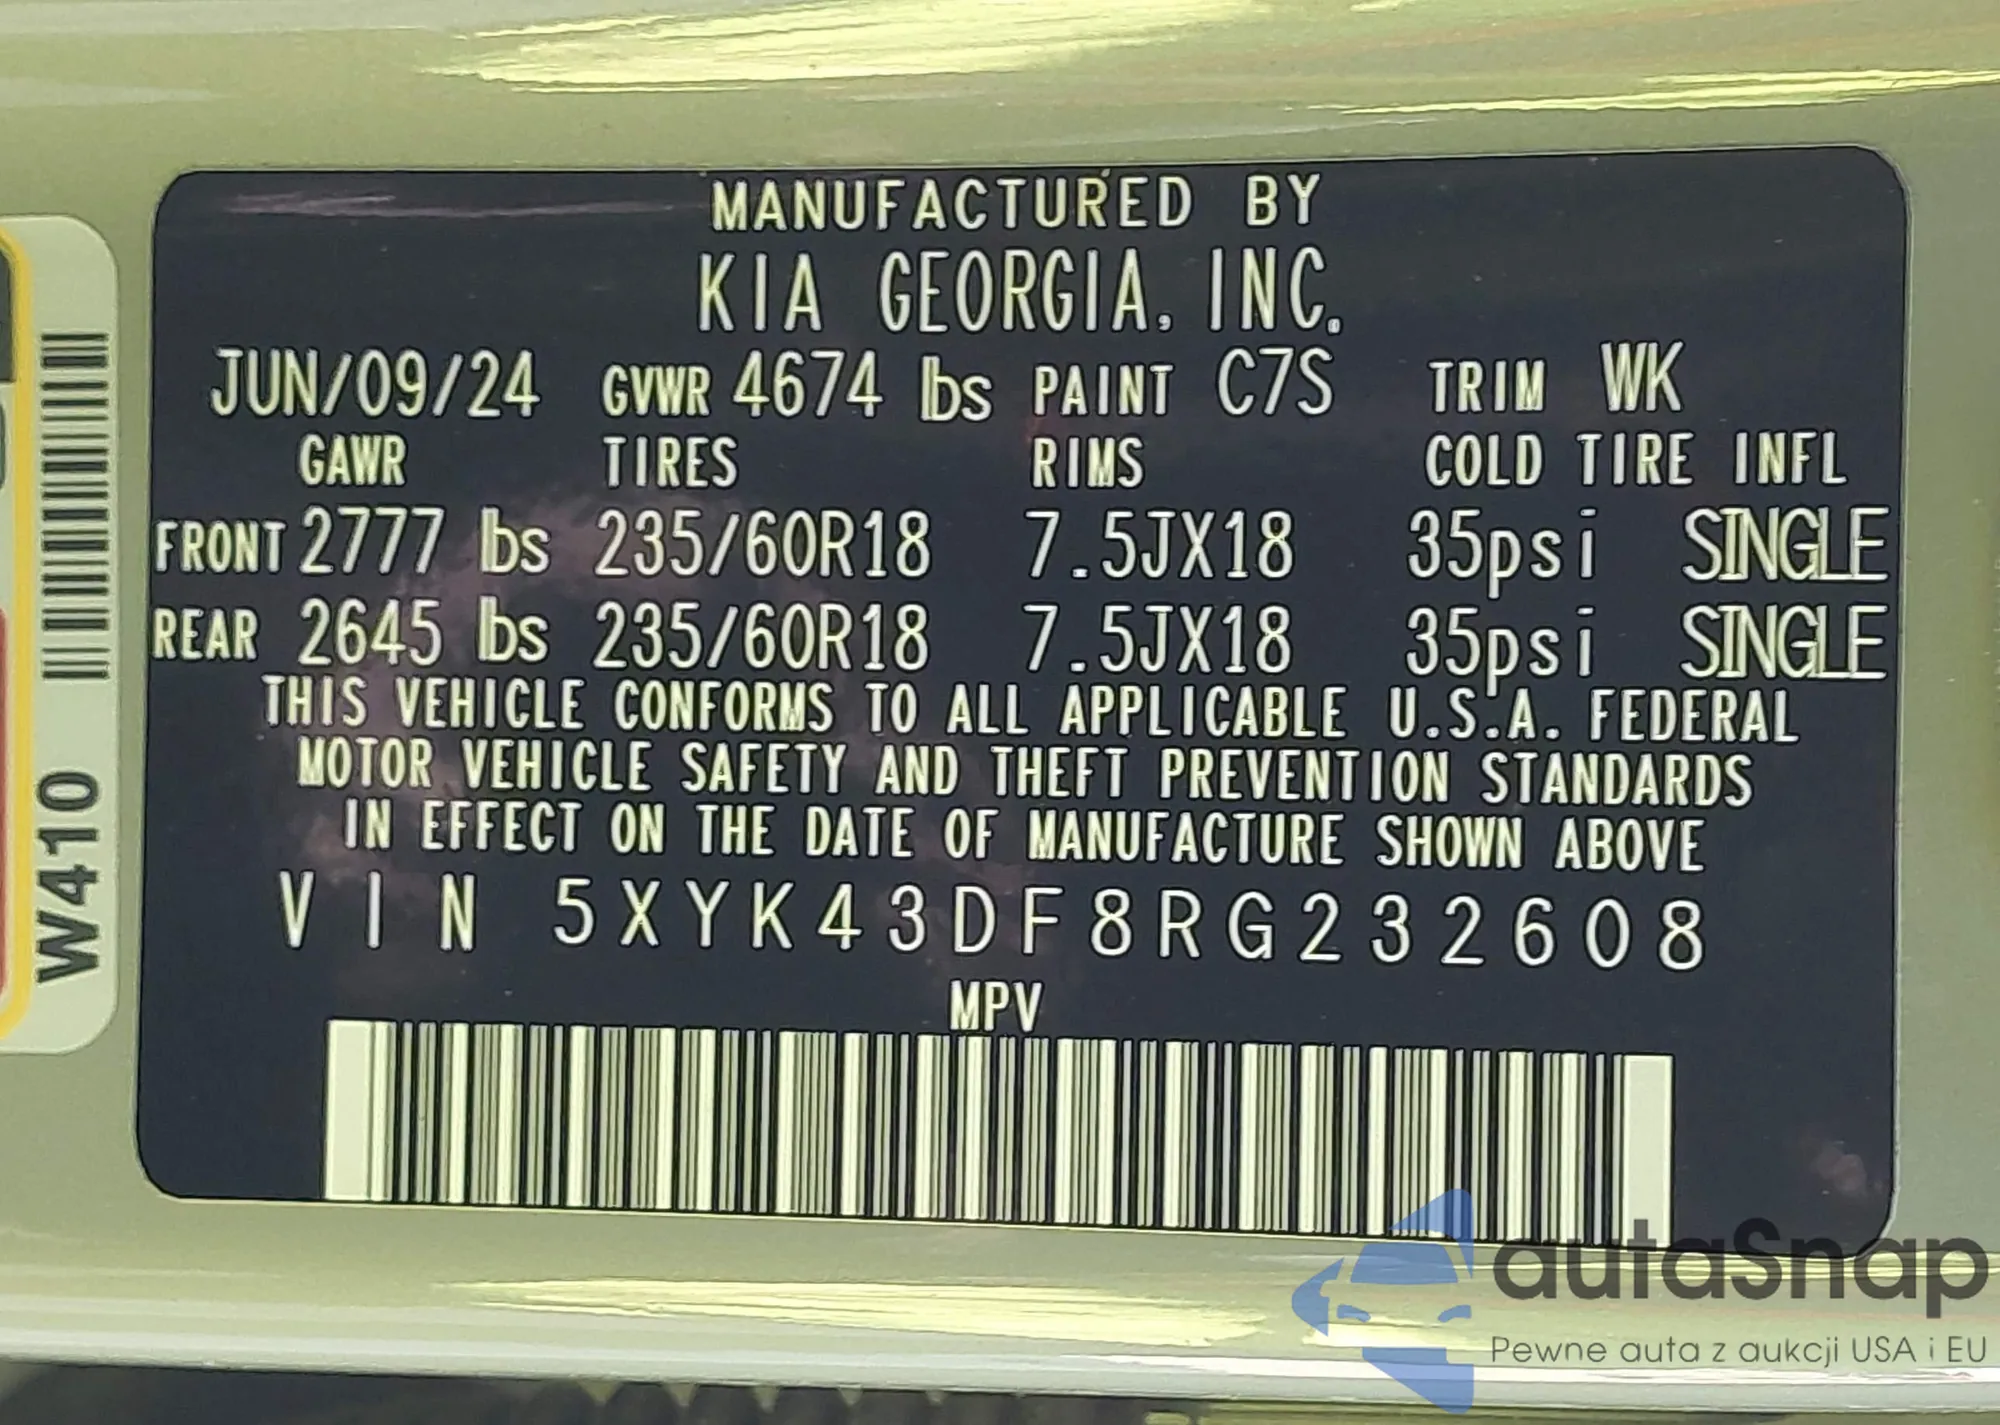 MANUFACTURED BY
KIA GEORGIA, INC.
JUN/09/24 GVWR 4674 lbs PAINT C7S TRIM WK
GAWR TIRES RIMS COLD TIRE INFL
FRONT 2777 lbs 235/60R18 7.5JX18 35psi SINGLE
REAR 2645 lbs 235/60R18 7.5JX18 35psi SINGLE
THIS VEHICLE CONFORMS TO ALL APPLICABLE U.S.A. FEDERAL
MOTOR VEHICLE SAFETY AND THEFT PREVENTION STANDARDS
IN EFFECT ON THE DATE OF MANUFACTURE SHOWN ABOVE
VIN 5XYK43DF8RG232608
MPV
W410
autaSnap
Pewne auta z aukcji USA i EU